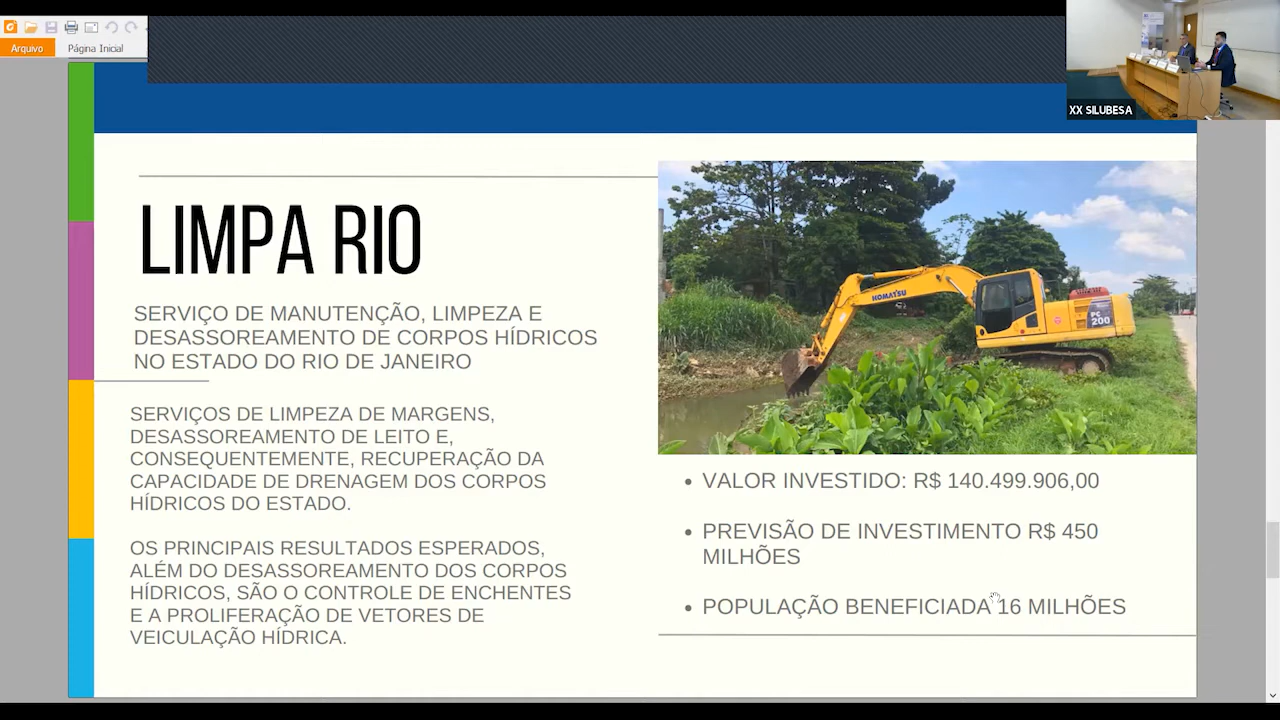 Arquivo
Página Inicial
XX SILUBESA
LIMPA RIO
SERVIÇO DE MANUTENÇÃO, LIMPEZA E
DESASSOREAMENTO DE CORPOS HÍDRICOS
NO ESTADO DO RIO DE JANEIRO
SERVIÇOS DE LIMPEZA DE MARGENS,
DESASSOREAMENTO DE LEITO E,
CONSEQUENTEMENTE, RECUPERAÇÃO DA
CAPACIDADE DE DRENAGEM DOS CORPOS
HÍDRICOS DO ESTADO.
OS PRINCIPAIS RESULTADOS ESPERADOS,
ALÉM DO DESASSOREAMENTO DOS CORPOS
HÍDRICOS, SÃO O CONTROLE DE ENCHENTES
E A PROLIFERAÇÃO DE VETORES DE
VEICULAÇÃO HÍDRICA.
KOMATSU
PC
200
• VALOR INVESTIDO: R$ 140.499.906,00
• PREVISÃO DE INVESTIMENTO R$ 450
MILHÕES
• POPULAÇÃO BENEFICIADA 16 MILHÕES